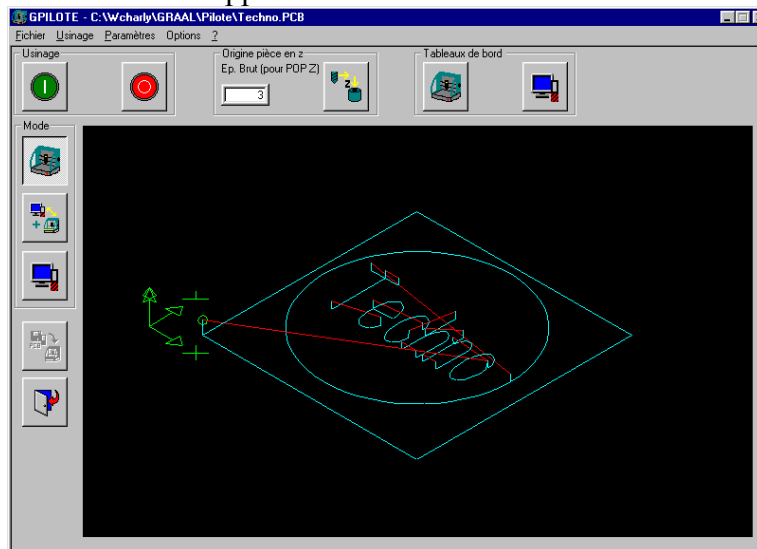 GPILOTE - C:\Wcharly\GRAAL\Pilote\Techno.PCB
Fichier Usinage Paramètres Options ?
Usinage
Origine pièce en z
Ep. Brut (pour POP Z)
3
Z
Tableaux de bord
Mode
Techno